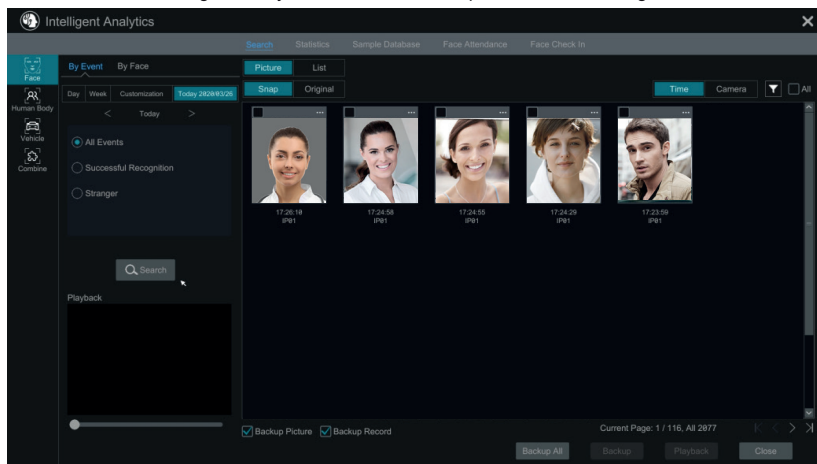 Intelligent Analytics
Search Statistics Sample Database Face Attendance Face Check In
Face
Human Body
Vehicle
Combine
By Event By Face
Day Week Customization Today 2020/03/26
< Today >
All Events
Successful Recognition
Stranger
Search
Playback
Picture List
Snap Original
Time Camera All
17:26:10
IP01
17:24:58
IP01
17:24:55
IP01
17:24:29
IP01
17:23:59
IP01
Backup Picture Backup Record
Current Page: 1 / 116, All 2077
Backup All Backup Playback Close